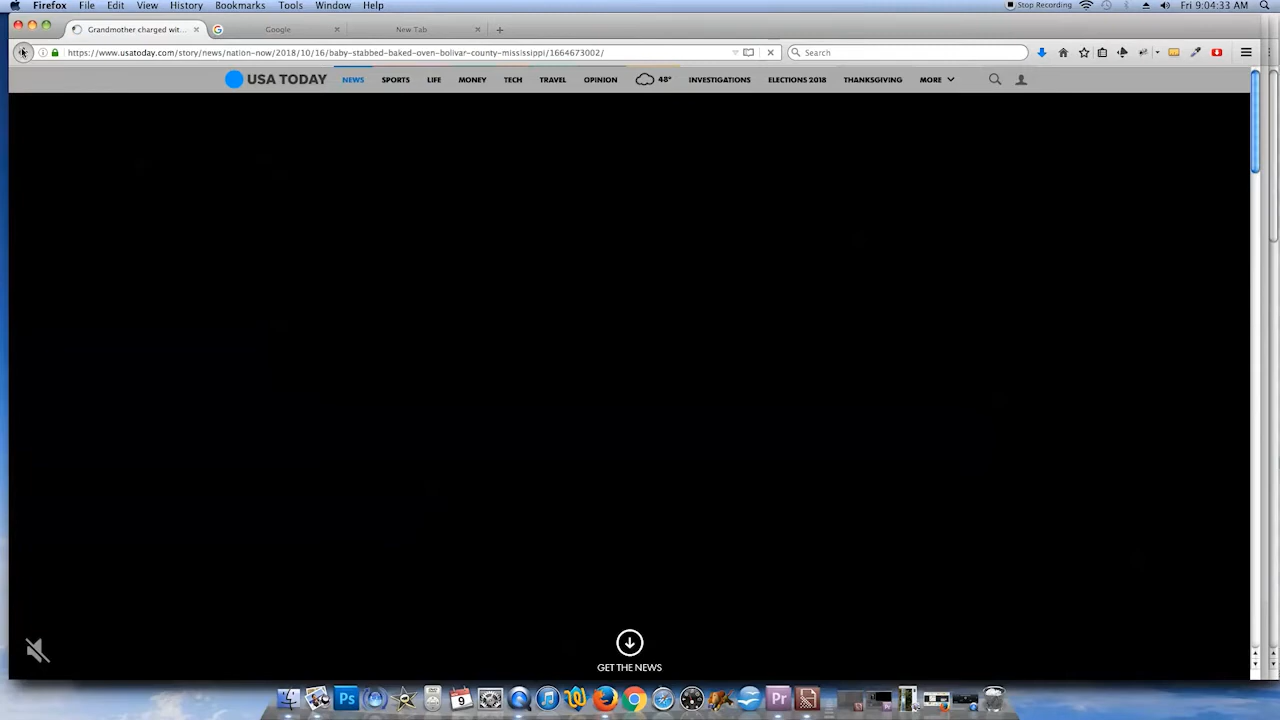 Firefox File Edit View History Bookmarks Tools Window Help Stop Recording Fri 9:04:33 AM
Grandmother charged wit... Google New Tab
https://www.usatoday.com/story/news/nation-now/2018/10/16/baby-stabbed-baked-oven-bolivar-county-mississippi/1664673002/ Search
USA TODAY NEWS SPORTS LIFE MONEY TECH TRAVEL OPINION 48° INVESTIGATIONS ELECTIONS 2018 THANKSGIVING MORE
GET THE NEWS
Ps 9 Pr